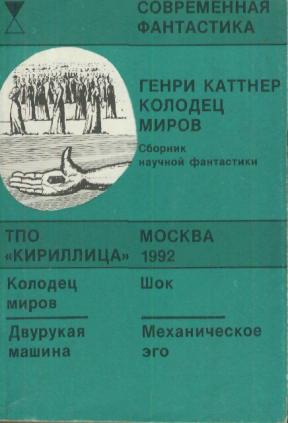 СОВРЕМЕННАЯ
ФАНТАСТИКА
ГЕНРИ КАТТНЕР
КОЛОДЕЦ
МИРОВ
Сборник
научной фантастики
ТПО
«КИРИЛЛИЦА»
МОСКВА
1992
Колодец
миров
Шок
Двурукая
машина
Механическое
эго